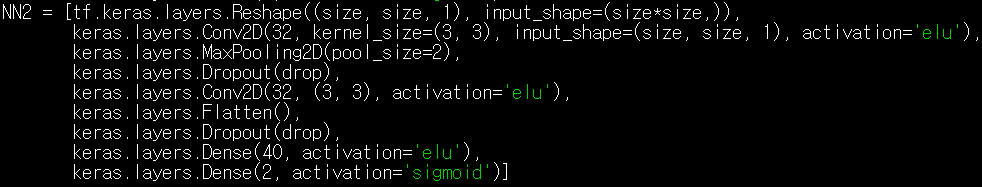 NN2 = [tf.keras.layers.Reshape((size, size, 1), input_shape=(size*size,)),
keras.layers.Conv2D(32, kernel_size=(3, 3), input_shape=(size, size, 1), activation='elu'),
keras.layers.MaxPooling2D(pool_size=2),
keras.layers.Dropout(drop),
keras.layers.Conv2D(32, (3, 3), activation='elu'),
keras.layers.Flatten(),
keras.layers.Dropout(drop),
keras.layers.Dense(40, activation='elu'),
keras.layers.Dense(2, activation='sigmoid')]